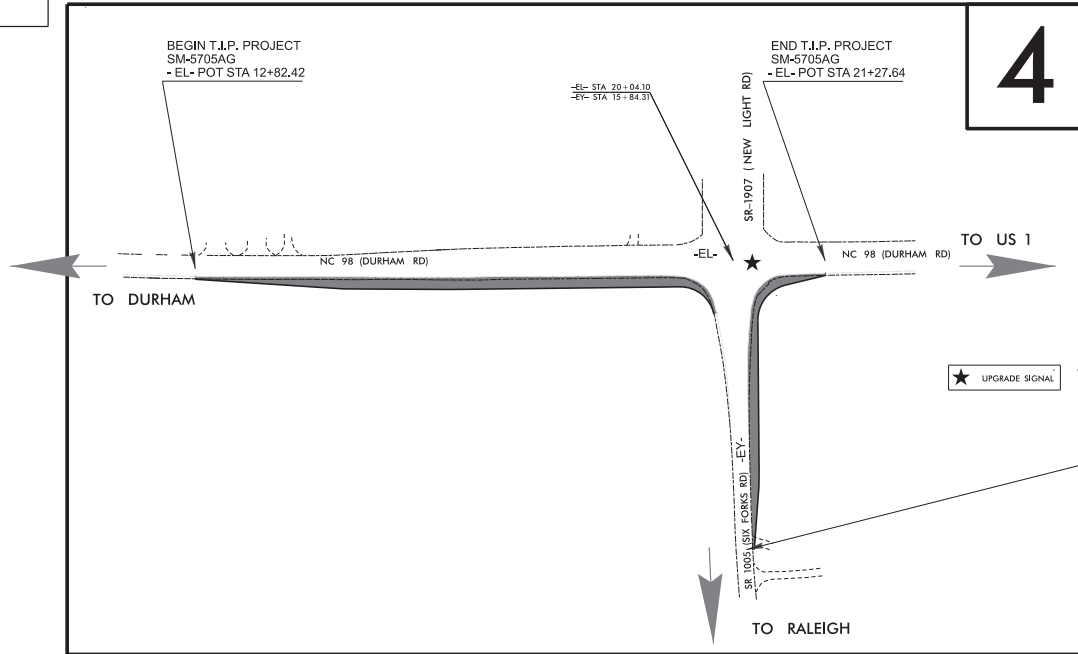 BEGIN T.I.P. PROJECT
SM-5705AG
- EL- POT STA 12+82.42
-EL- STA 20+04.10
-EY- STA 15+84.31
END T.I.P. PROJECT
SM-5705AG
- EL- POT STA 21+27.64
4
SR-1907 ( NEW LIGHT RD)
NC 98 (DURHAM RD)
-EL-
NC 98 (DURHAM RD)
TO US 1
TO DURHAM
UPGRADE SIGNAL
SR 1005 (SIX FORKS RD) -EY-
TO RALEIGH